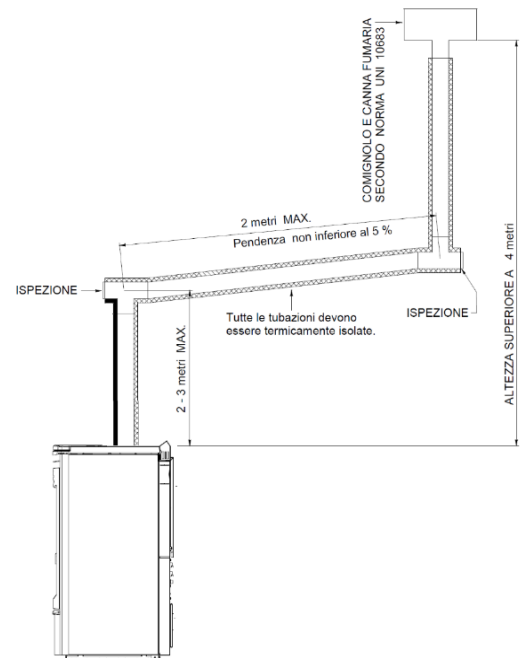 COMIGNOLO E CANNA FUMARIA
SECONDO NORMA UNI 10683
2 metri MAX.
Pendenza non inferiore al 5 %
ISPEZIONE
Tutte le tubazioni devono
essere termicamente isolate.
ISPEZIONE
2 - 3 metri MAX.
ALTEZZA SUPERIORE A 4 metri